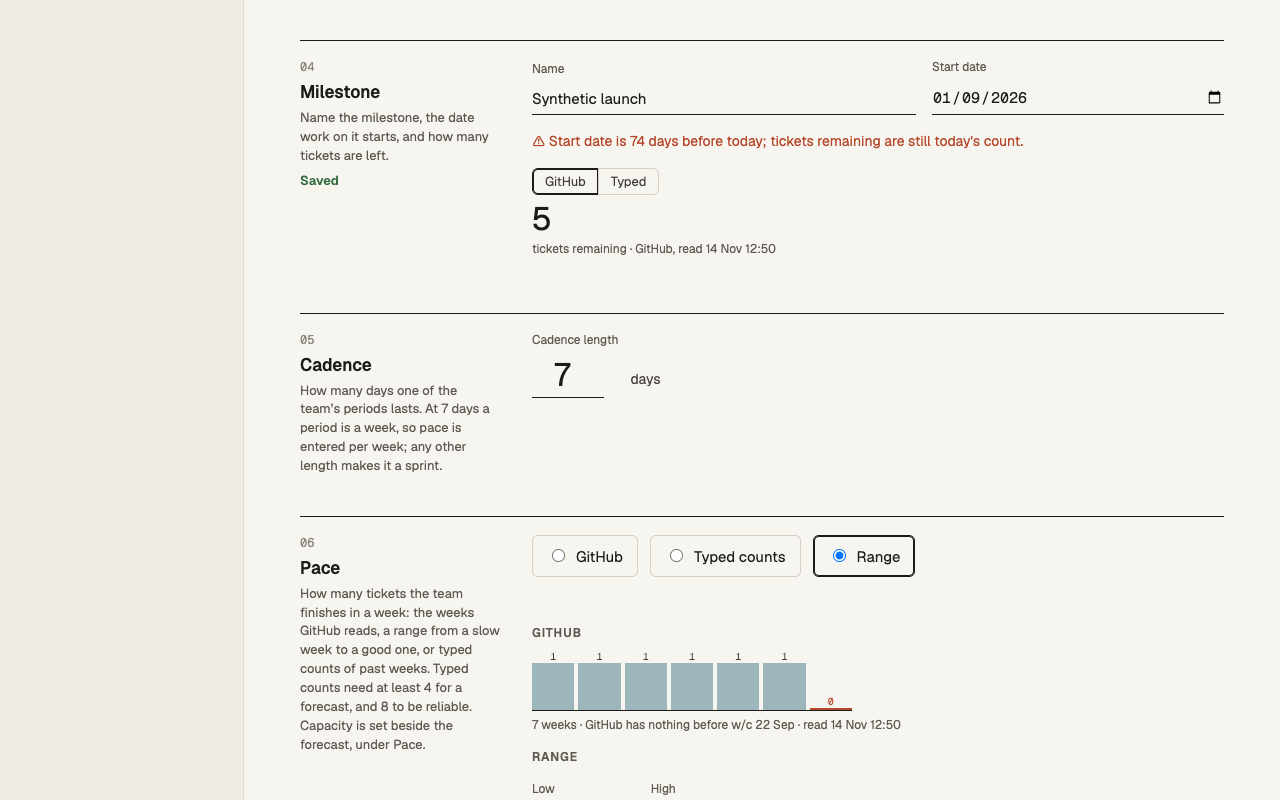 04
Milestone
Name the milestone, the date
work on it starts, and how many
tickets are left.
Saved
Name
Synthetic launch
Start date
01/09/2026
⚠ Start date is 74 days before today; tickets remaining are still today's count.
GitHub
Typed
5
tickets remaining · GitHub, read 14 Nov 12:50
05
Cadence
How many days one of the
team’s periods lasts. At 7 days a
period is a week, so pace is
entered per week; any other
length makes it a sprint.
Cadence length
7
days
06
Pace
How many tickets the team
finishes in a week: the weeks
GitHub reads, a range from a slow
week to a good one, or typed
counts of past weeks. Typed
counts need at least 4 for a
forecast, and 8 to be reliable.
Capacity is set beside the
forecast, under Pace.
GitHub
Typed counts
Range
GITHUB
1 1 1 1 1 1 0
7 weeks · GitHub has nothing before w/c 22 Sep · read 14 Nov 12:50
RANGE
Low
High